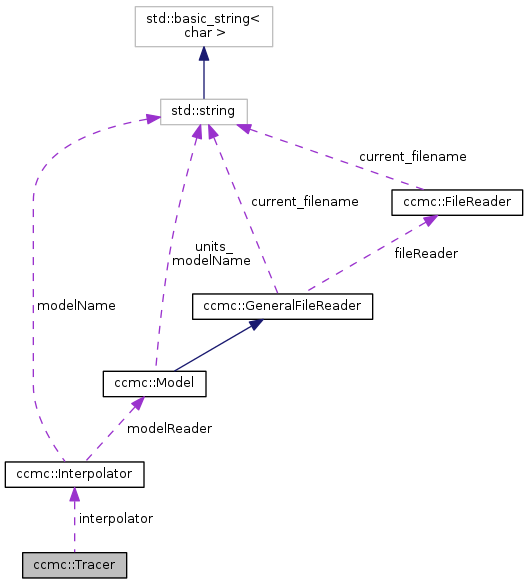 std::basic_string<
char >
std::string
current_filename
ccmc::FileReader
current_filename
units_
modelName
fileReader
ccmc::GeneralFileReader
modelName
ccmc::Model
modelReader
ccmc::Interpolator
interpolator
ccmc::Tracer